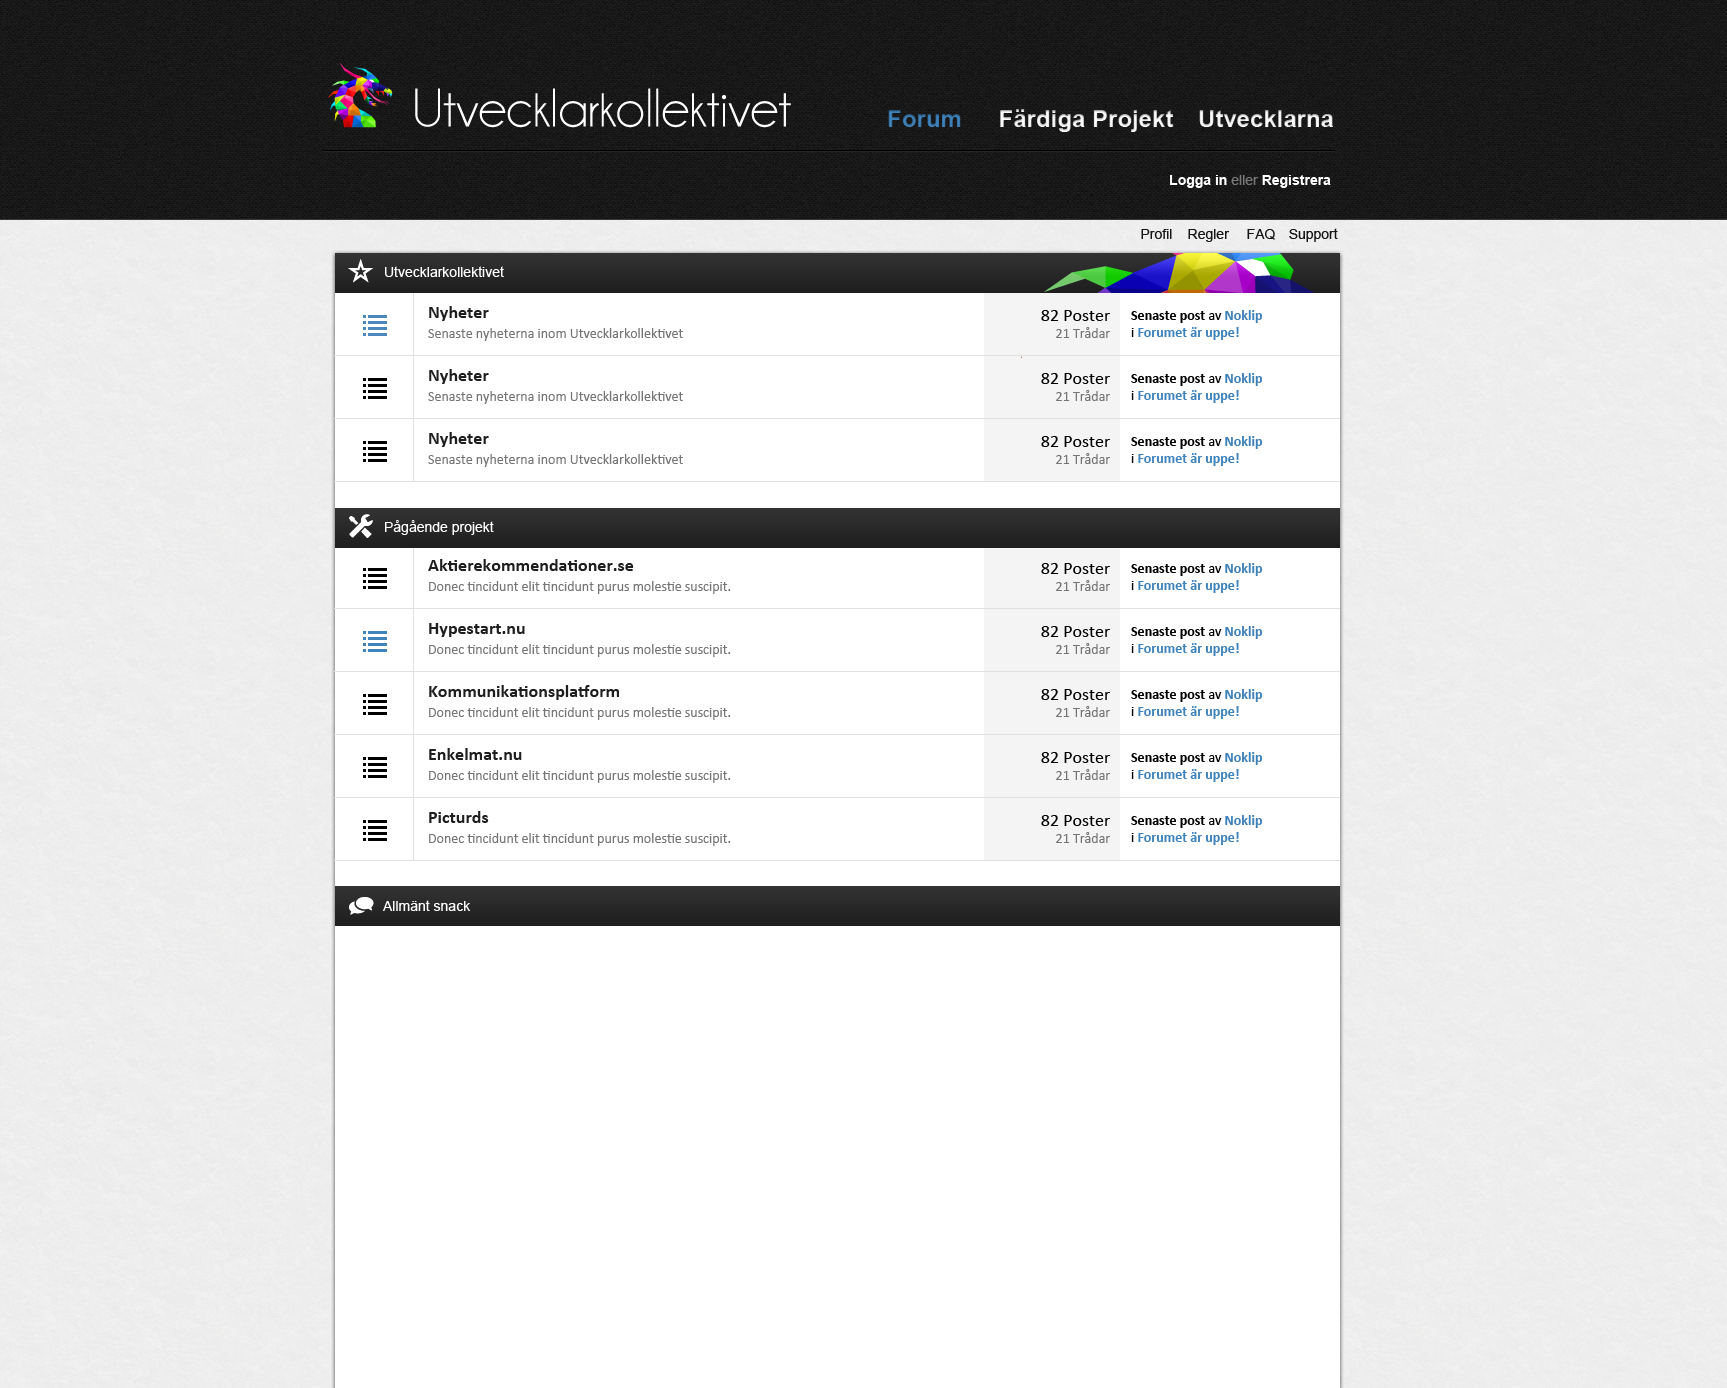 Utvecklarkollektivet
Forum Färdiga Projekt Utvecklarna
Logga in eller Registrera
Profil Regler FAQ Support
Utvecklarkollektivet
Nyheter
Senaste nyheterna inom Utvecklarkollektivet
82 Poster
21 Trådar
Senaste post av Noklip
i Forumet är uppe!
Nyheter
Senaste nyheterna inom Utvecklarkollektivet
82 Poster
21 Trådar
Senaste post av Noklip
i Forumet är uppe!
Nyheter
Senaste nyheterna inom Utvecklarkollektivet
82 Poster
21 Trådar
Senaste post av Noklip
i Forumet är uppe!
Pågående projekt
Aktierekommendationer.se
Donec tincidunt elit tincidunt purus molestie suscipit.
82 Poster
21 Trådar
Senaste post av Noklip
i Forumet är uppe!
Hypestart.nu
Donec tincidunt elit tincidunt purus molestie suscipit.
82 Poster
21 Trådar
Senaste post av Noklip
i Forumet är uppe!
Kommunikationsplatform
Donec tincidunt elit tincidunt purus molestie suscipit.
82 Poster
21 Trådar
Senaste post av Noklip
i Forumet är uppe!
Enkelmat.nu
Donec tincidunt elit tincidunt purus molestie suscipit.
82 Poster
21 Trådar
Senaste post av Noklip
i Forumet är uppe!
Picturds
Donec tincidunt elit tincidunt purus molestie suscipit.
82 Poster
21 Trådar
Senaste post av Noklip
i Forumet är uppe!
Allmänt snack